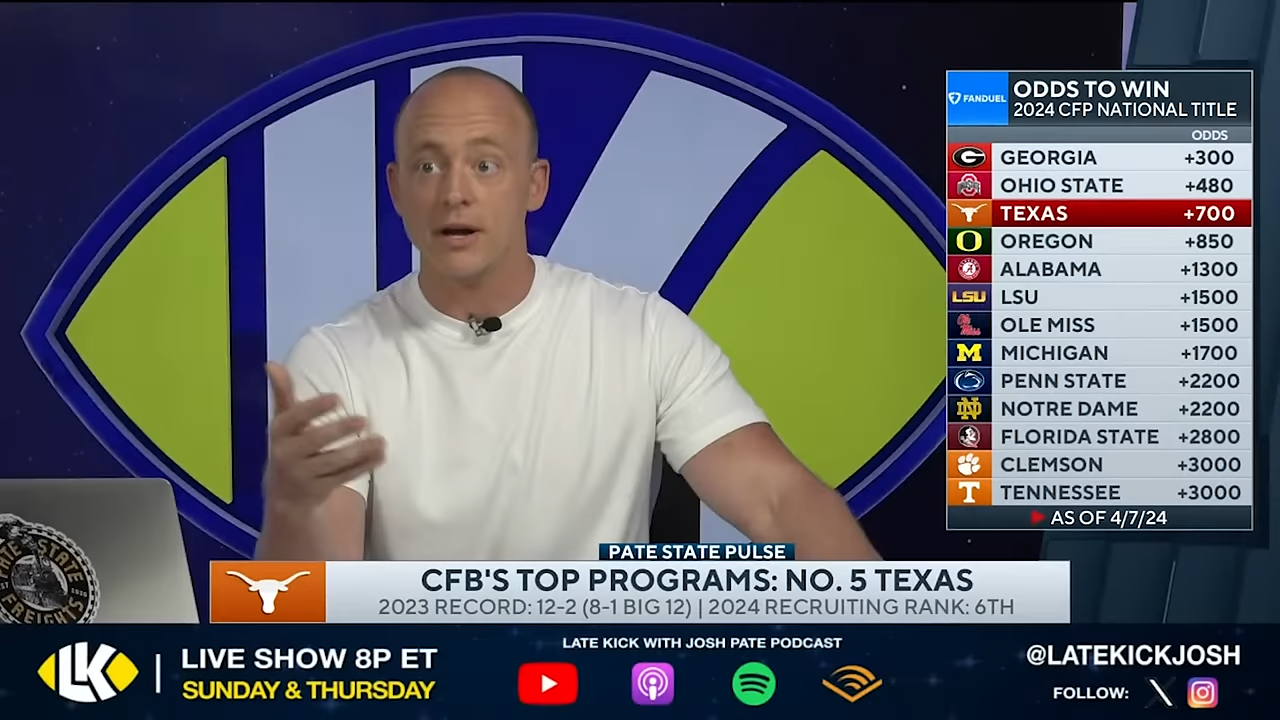 FANDUEL
ODDS TO WIN
2024 CFP NATIONAL TITLE
ODDS
GEORGIA +300
OHIO STATE +480
TEXAS +700
OREGON +850
ALABAMA +1300
LSU LSU +1500
OLE MISS +1500
MICHIGAN +1700
PENN STATE +2200
NOTRE DAME +2200
FLORIDA STATE +2800
CLEMSON +3000
TENNESSEE +3000
AS OF 4/7/24
STATE
FREIGHT
PATE STATE PULSE
CFB'S TOP PROGRAMS: NO. 5 TEXAS
2023 RECORD: 12-2 (8-1 BIG 12) | 2024 RECRUITING RANK: 6TH
LK
LIVE SHOW 8P ET
SUNDAY & THURSDAY
LATE KICK WITH JOSH PATE PODCAST
@LATEKICKJOSH
FOLLOW: